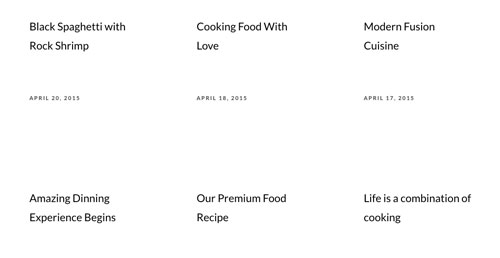 Black Spaghetti with
Rock Shrimp
APRIL 20, 2015
Cooking Food With
Love
APRIL 18, 2015
Modern Fusion
Cuisine
APRIL 17, 2015
Amazing Dinning
Experience Begins
Our Premium Food
Recipe
Life is a combination of
cooking